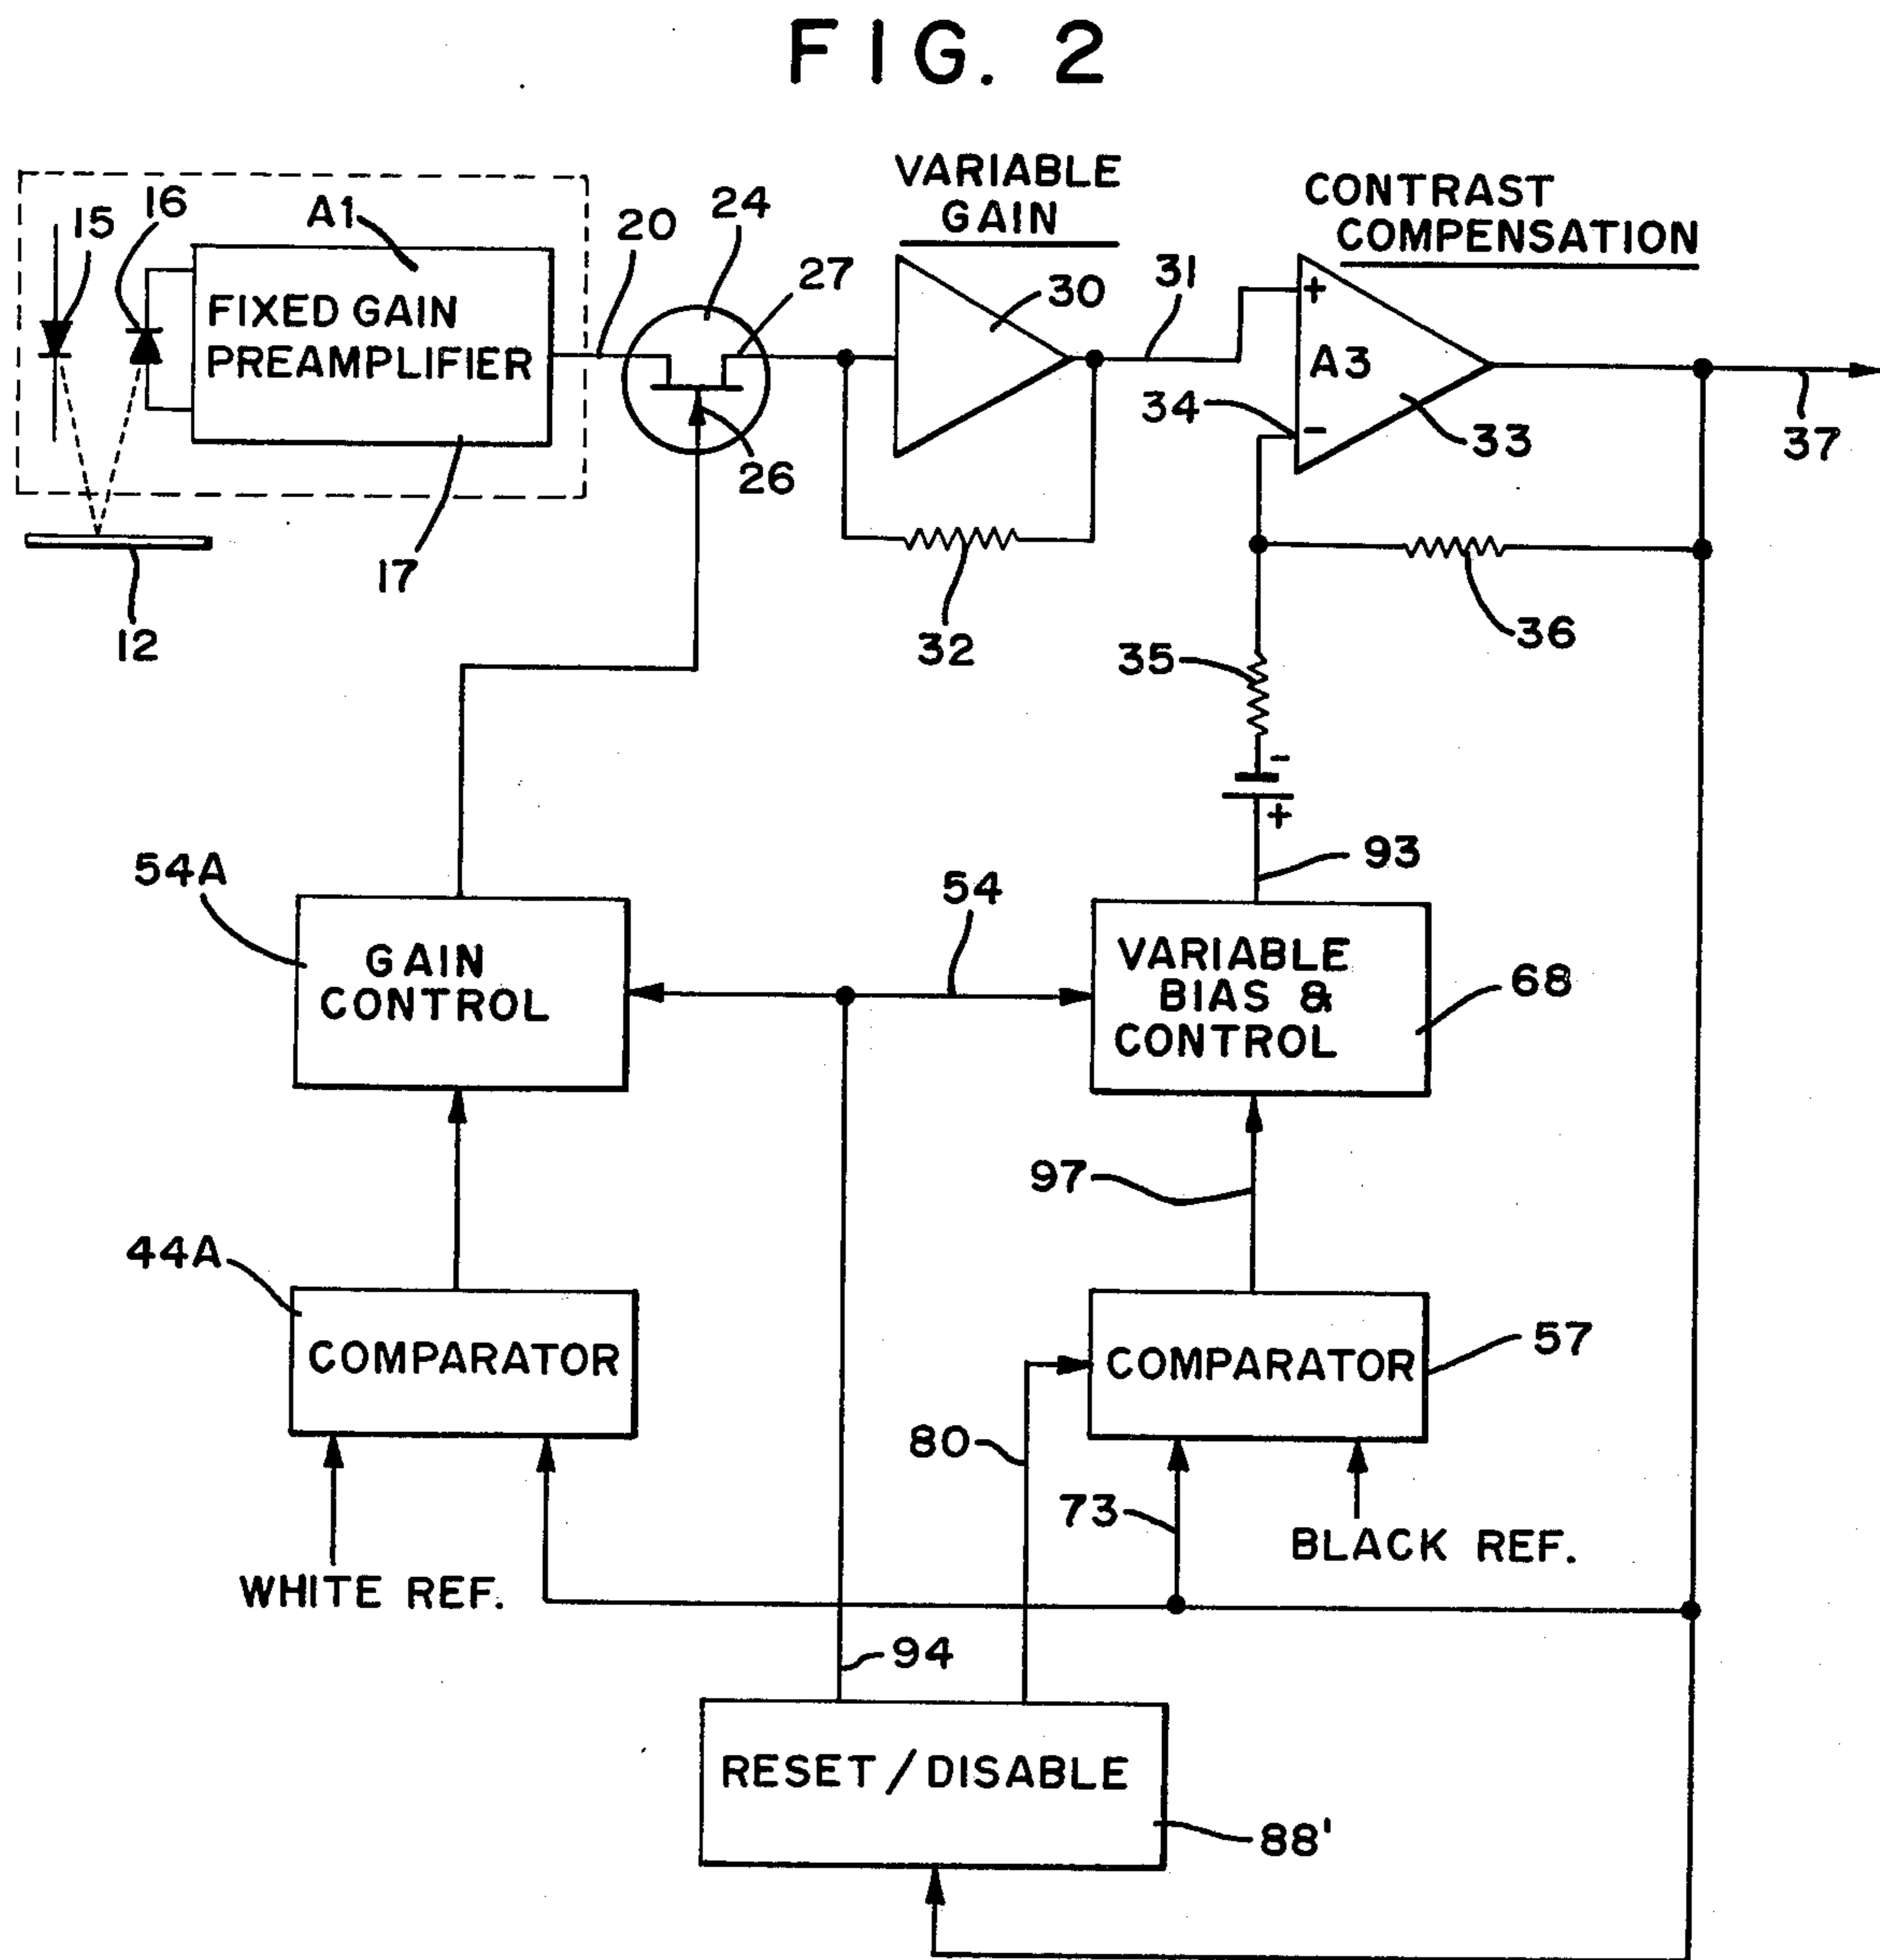 FIG. 2
VARIABLE
GAIN
CONTRAST
COMPENSATION
15
16
A1
20
24
27
30
31
FIXED GAIN
PREAMPLIFIER
+
A3
34
-
33
37
26
17
12
32
36
35
-
+
93
54A
54
GAIN
CONTROL
VARIABLE
BIAS &
CONTROL
68
97
44A
COMPARATOR
COMPARATOR
57
80
73
BLACK REF.
WHITE REF.
94
RESET/DISABLE
88'